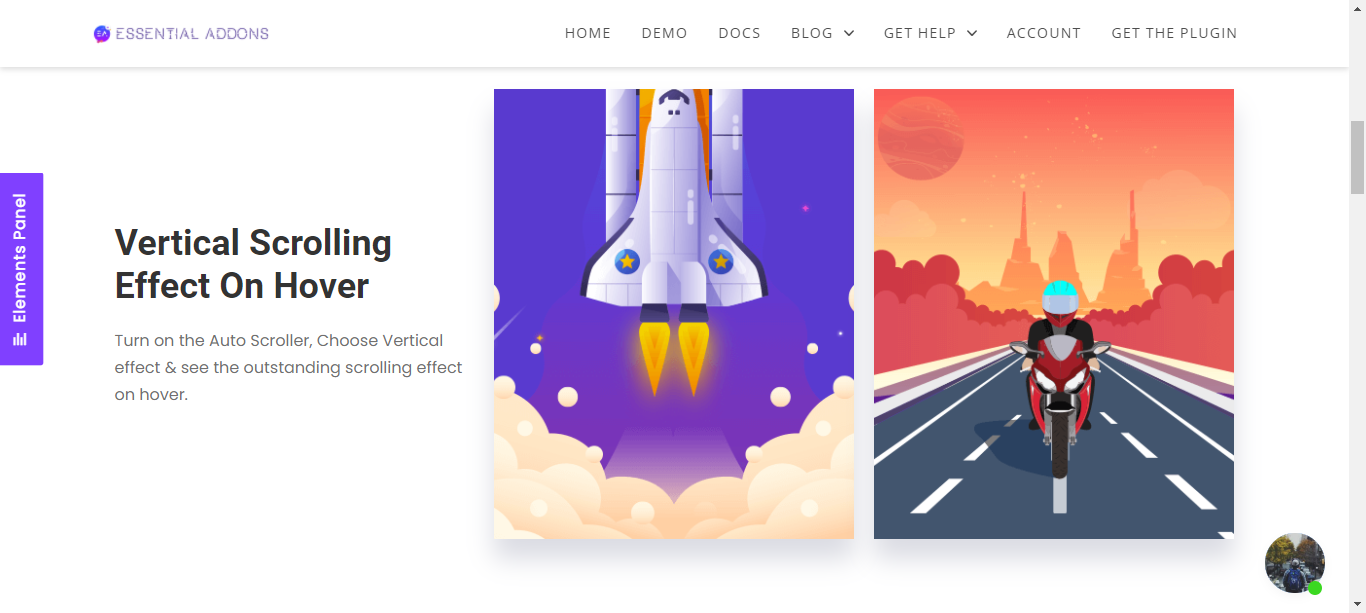 ESSENTIAL ADDONS
HOME DEMO DOCS BLOG GET HELP ACCOUNT GET THE PLUGIN
Elements Panel
Vertical Scrolling
Effect On Hover
Turn on the Auto Scroller, Choose Vertical
effect & see the outstanding scrolling effect
on hover.